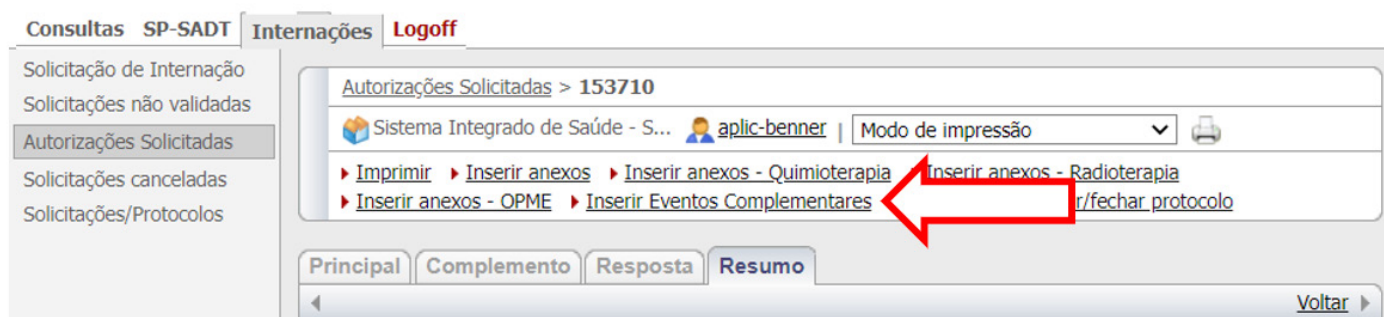 Consultas SP-SADT Internações Logoff
Solicitação de Internação
Solicitações não validadas
Autorizações Solicitadas
Solicitações canceladas
Solicitações/Protocolos
Autorizações Solicitadas > 153710
Sistema Integrado de Saúde - S... aplic-benner | Modo de impressão
Imprimir Inserir anexos Inserir anexos - Quimioterapia Inserir anexos - Radioterapia
Inserir anexos - OPME Inserir Eventos Complementares r/fechar protocolo
Principal Complemento Resposta Resumo
Voltar